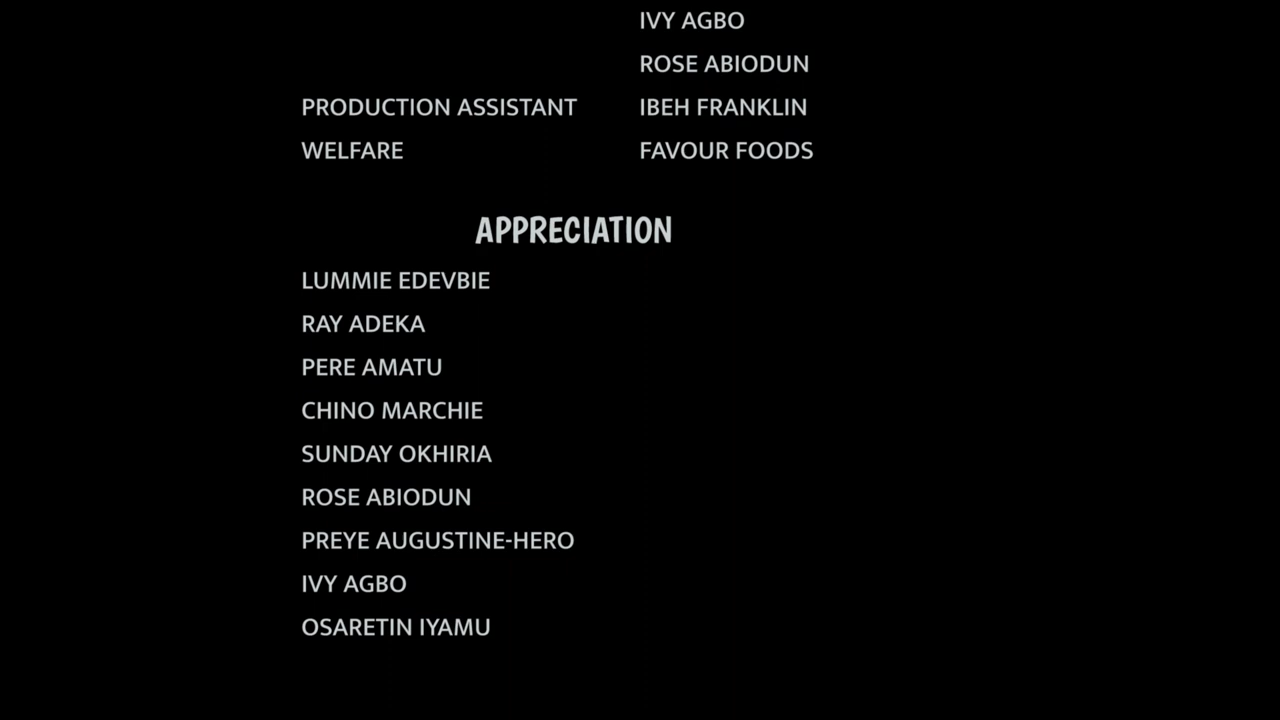 IVY AGBO
ROSE ABIODUN
PRODUCTION ASSISTANT IBEH FRANKLIN
WELFARE FAVOUR FOODS
APPRECIATION
LUMMIE EDEVBIE
RAY ADEKA
PERE AMATU
CHINO MARCHIE
SUNDAY OKHIRIA
ROSE ABIODUN
PREYE AUGUSTINE-HERO
IVY AGBO
OSARETIN IYAMU